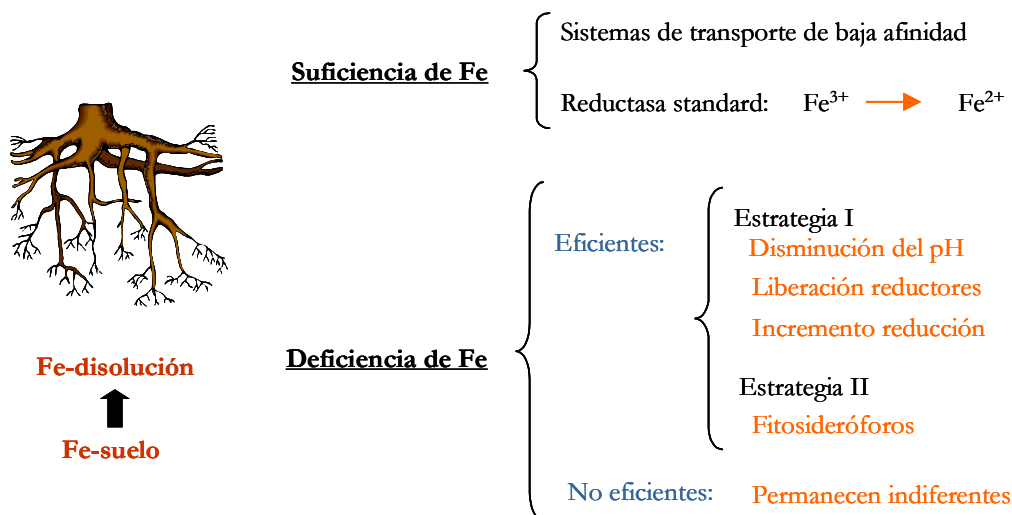 Suficiencia de Fe
Sistemas de transporte de baja afinidad
Reductasa standard: Fe³⁺ → Fe²⁺
Deficiencia de Fe
Eficientes:
Estrategia I
Disminución del pH
Liberación reductores
Incremento reducción
Estrategia II
Fitosideróforos
No eficientes: Permanecen indiferentes
Fe-disolución
Fe-suelo